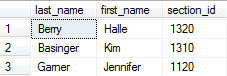 last_name first_name section_id
1 Berry Halle 1320
2 Basinger Kim 1310
3 Garner Jennifer 1120